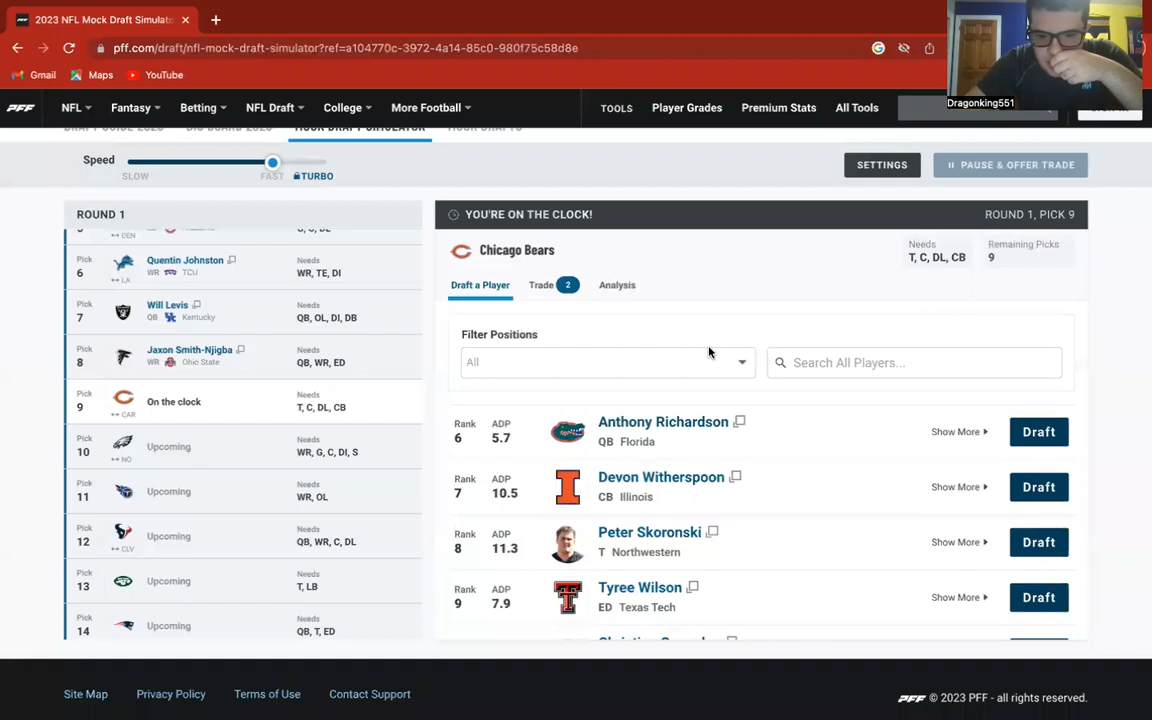 2023 NFL Mock Draft Simulato
pff.com/draft/nfl-mock-draft-simulator?ref=a104770c-3972-4a14-85c0-980f75c58d8e
Gmail Maps YouTube
Dragonking551
PFF NFL Fantasy Betting NFL Draft College More Football TOOLS Player Grades Premium Stats All Tools
MOCK DRAFT SIMULATOR
Speed
SLOW FAST TURBO
SETTINGS
PAUSE & OFFER TRADE
ROUND 1
DEN
Pick 6 LA Quentin Johnston WR TCU Needs WR, TE, DI
Pick 7 Will Levis QB Kentucky Needs QB, OL, DI, DB
Pick 8 Jaxon Smith-Njigba WR Ohio State Needs QB, WR, ED
Pick 9 CAR On the clock Needs T, C, DL, CB
Pick 10 NO Upcoming Needs WR, G, C, DI, S
Pick 11 Upcoming Needs WR, OL
Pick 12 CLV Upcoming Needs QB, WR, C, DL
Pick 13 Upcoming Needs T, LB
Pick 14 Upcoming Needs QB, T, ED
YOU'RE ON THE CLOCK! ROUND 1, PICK 9
Chicago Bears
Needs
T, C, DL, CB
Remaining Picks
9
Draft a Player Trade 2 Analysis
Filter Positions
All
Search All Players...
Rank 6 ADP 5.7 Anthony Richardson QB Florida Show More Draft
Rank 7 ADP 10.5 Devon Witherspoon CB Illinois Show More Draft
Rank 8 ADP 11.3 Peter Skoronski T Northwestern Show More Draft
Rank 9 ADP 7.9 Tyree Wilson ED Texas Tech Show More Draft
Site Map Privacy Policy Terms of Use Contact Support
PFF © 2023 PFF - all rights reserved.